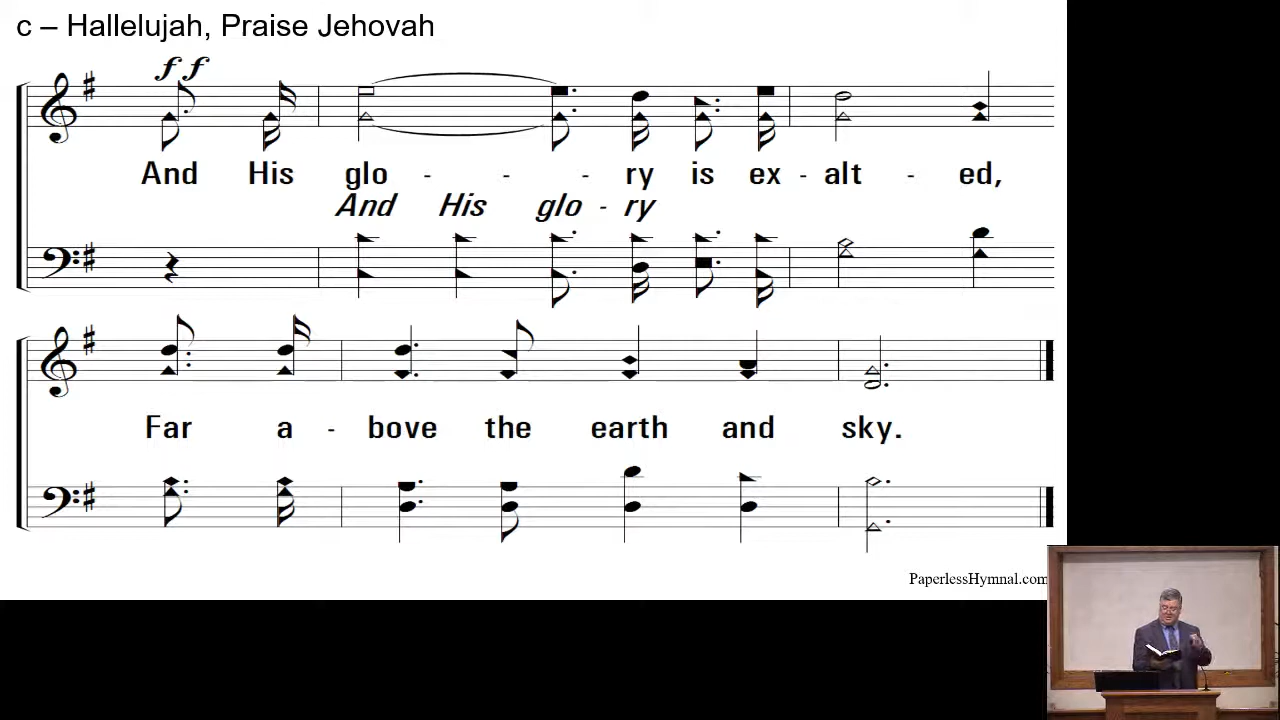 c – Hallelujah, Praise Jehovah
ff
And His glo - - - ry is ex - alt - ed,
And His glo - ry
Far a - bove the earth and sky.
PaperlessHymnal.com